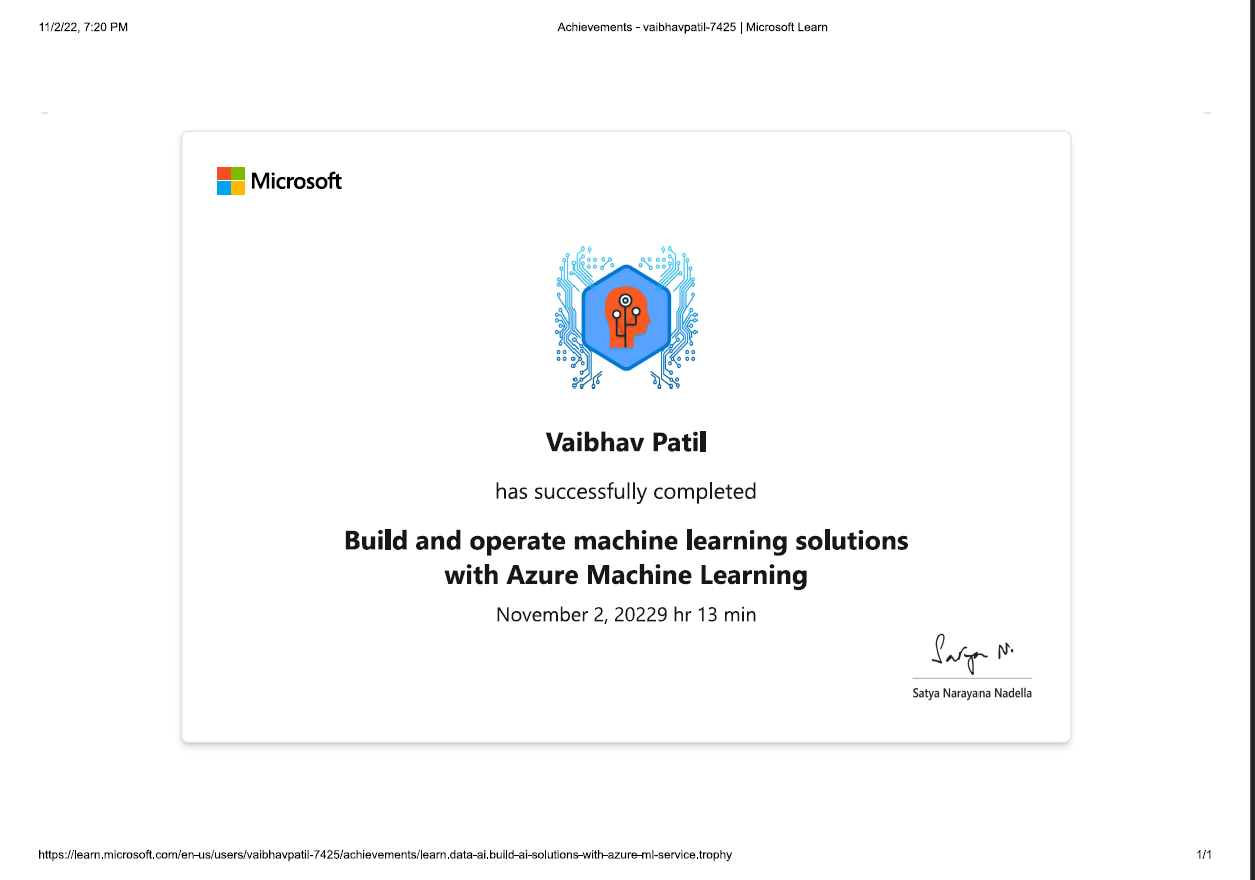 11/2/22, 7:20 PM
Achievements - vaibhavpatil-7425 | Microsoft Learn
Microsoft
Vaibhav Patil
has successfully completed
Build and operate machine learning solutions
with Azure Machine Learning
November 2, 20229 hr 13 min
Satya N.
Satya Narayana Nadella
https://learn.microsoft.com/en-us/users/vaibhavpatil-7425/achievements/learn.data-ai.build-ai-solutions-with-azure-ml-service.trophy
1/1